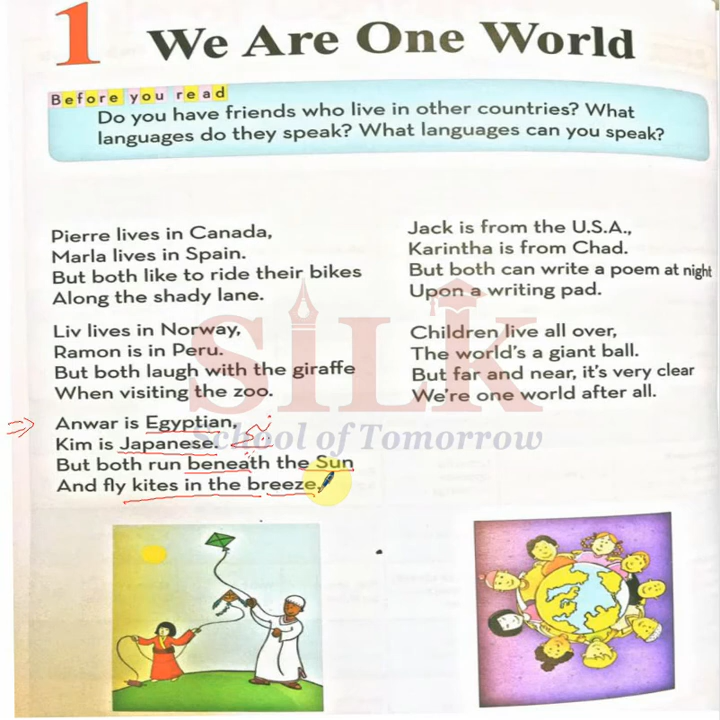 1 We Are One World
Before you read
Do you have friends who live in other countries? What
languages do they speak? What languages can you speak?
Pierre lives in Canada,
Marla lives in Spain.
But both like to ride their bikes
Along the shady lane.
Liv lives in Norway,
Ramon is in Peru.
But both laugh with the giraffe
When visiting the zoo.
Anwar is Egyptian,
Kim is Japanese.
But both run beneath the Sun
And fly kites in the breeze,
Jack is from the U.S.A.,
Karintha is from Chad.
But both can write a poem at night
Upon a writing pad.
Children live all over,
The world's a giant ball.
But far and near, it's very clear
We're one world after all.
SILK
School of Tomorrow